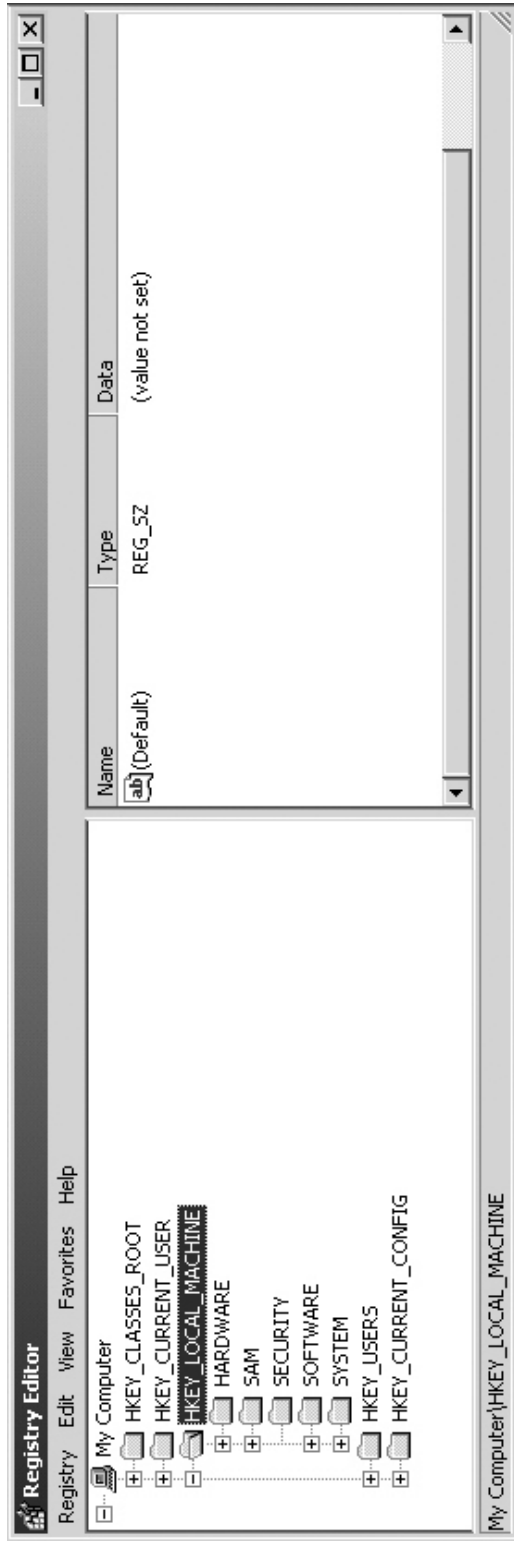 Registry Editor
Registry Edit View Favorites Help
My Computer
HKEY_CLASSES_ROOT
HKEY_CURRENT_USER
HKEY_LOCAL_MACHINE
HARDWARE
SAM
SECURITY
SOFTWARE
SYSTEM
HKEY_USERS
HKEY_CURRENT_CONFIG
Name Type Data
ab (Default) REG_SZ (value not set)
My Computer\HKEY_LOCAL_MACHINE